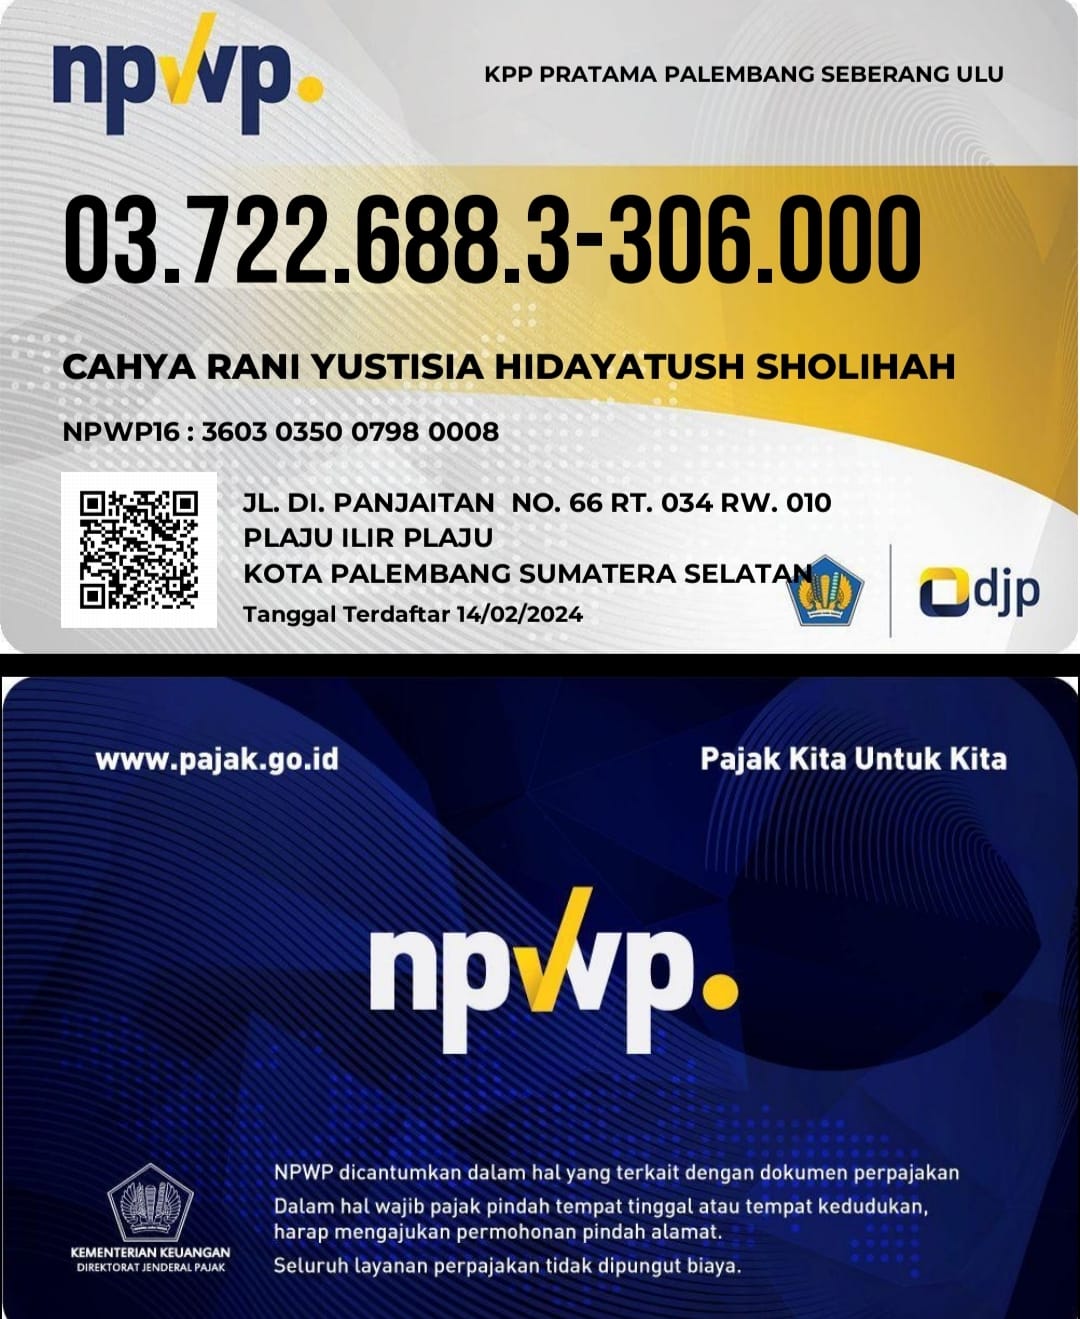 npwp.
KPP PRATAMA PALEMBANG SEBERANG ULU
03.722.688.3-306.000
CAHYA RANI YUSTISIA HIDAYATUSH SHOLIHAH
NPWP16 : 3603 0350 0798 0008
JL. DI. PANJAITAN NO. 66 RT. 034 RW. 010
PLAJU ILIR PLAJU
KOTA PALEMBANG SUMATERA SELATAN
Tanggal Terdaftar 14/02/2024
djp
www.pajak.go.id
Pajak Kita Untuk Kita
npwp.
NPWP dicantumkan dalam hal yang terkait dengan dokumen perpajakan
Dalam hal wajib pajak pindah tempat tinggal atau tempat kedudukan,
harap mengajukan permohonan pindah alamat.
Seluruh layanan perpajakan tidak dipungut biaya.
KEMENTERIAN KEUANGAN
DIREKTORAT JENDERAL PAJAK